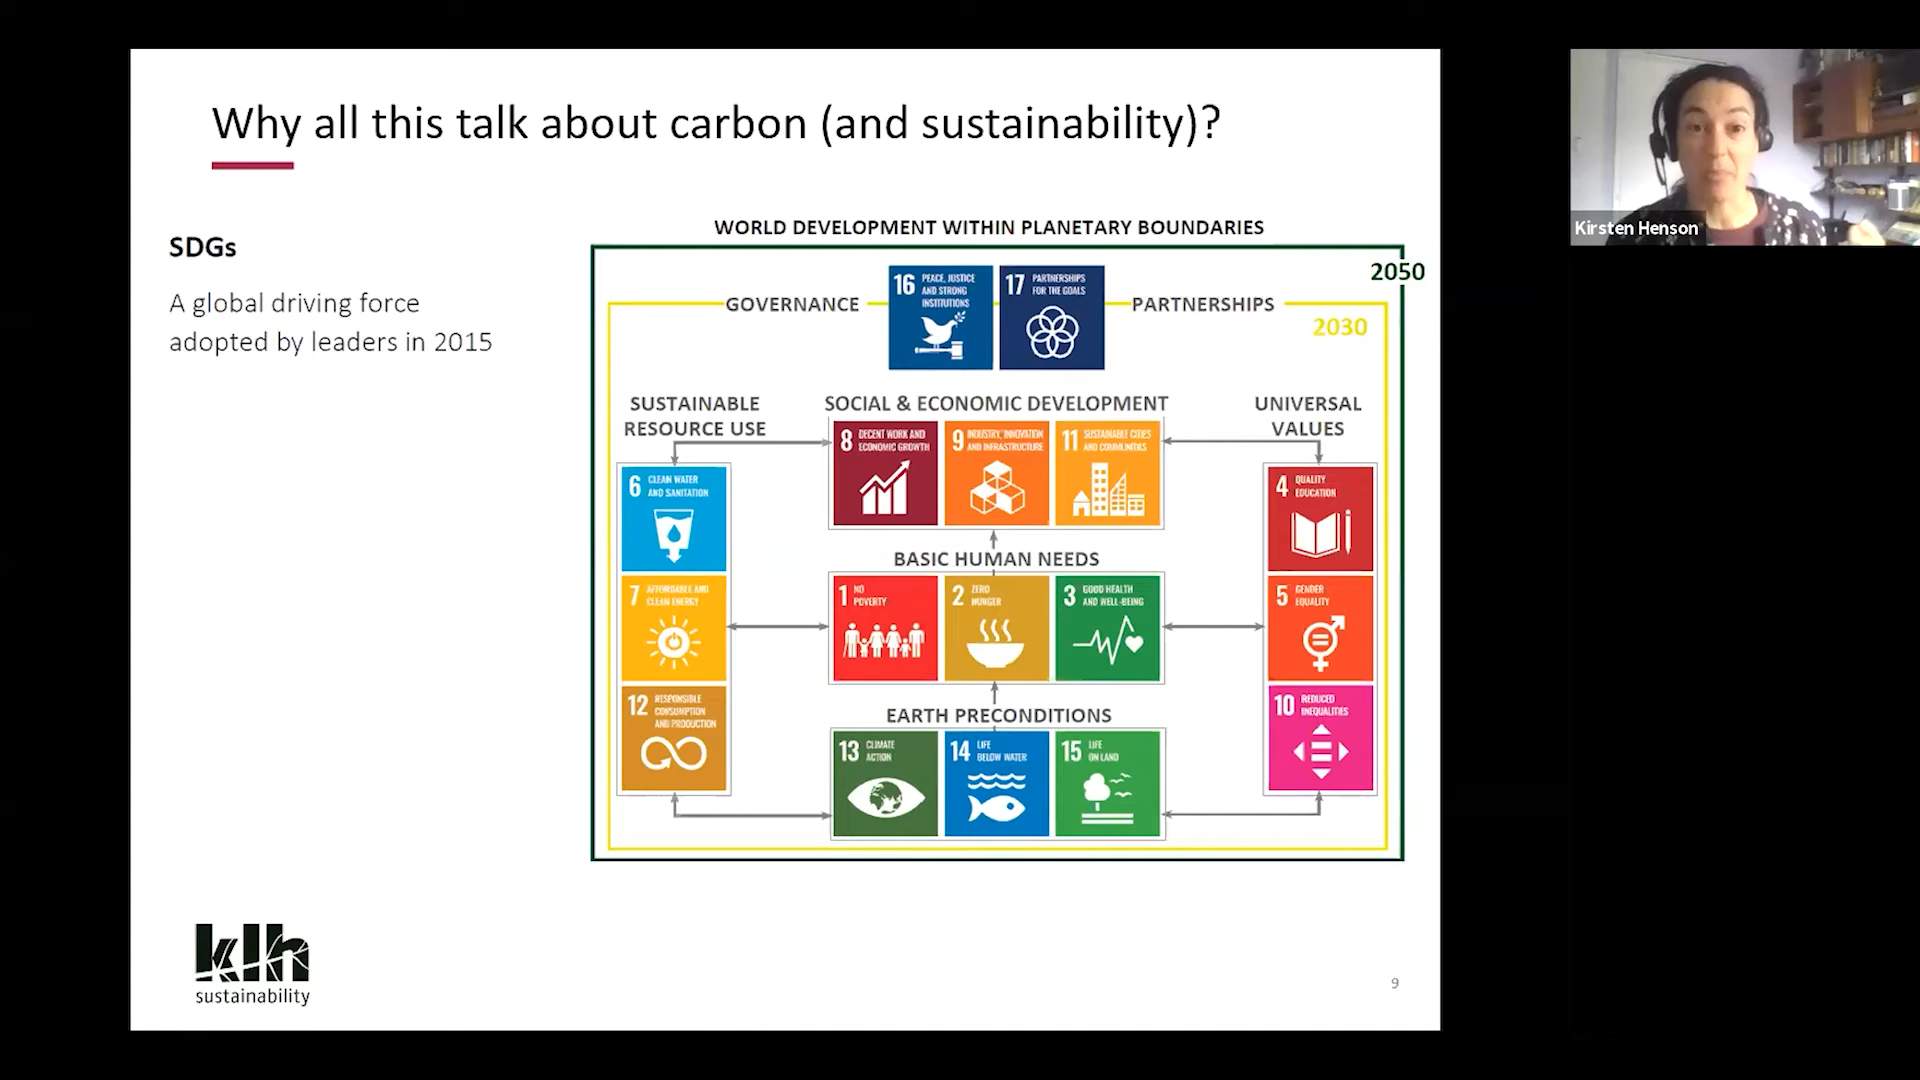 Why all this talk about carbon (and sustainability)?
SDGs
A global driving force
adopted by leaders in 2015
WORLD DEVELOPMENT WITHIN PLANETARY BOUNDARIES
2050
GOVERNANCE
16 PEACE, JUSTICE
AND STRONG
INSTITUTIONS
17 PARTNERSHIPS
FOR THE GOALS
PARTNERSHIPS
2030
SUSTAINABLE
RESOURCE USE
6 CLEAN WATER
AND SANITATION
7 AFFORDABLE AND
CLEAN ENERGY
12 RESPONSIBLE
CONSUMPTION
AND PRODUCTION
SOCIAL & ECONOMIC DEVELOPMENT
8 DECENT WORK AND
ECONOMIC GROWTH
9 INDUSTRY, INNOVATION
AND INFRASTRUCTURE
11 SUSTAINABLE CITIES
AND COMMUNITIES
BASIC HUMAN NEEDS
1 NO
POVERTY
2 ZERO
HUNGER
3 GOOD HEALTH
AND WELL-BEING
EARTH PRECONDITIONS
13 CLIMATE
ACTION
14 LIFE
BELOW WATER
15 LIFE
ON LAND
UNIVERSAL
VALUES
4 QUALITY
EDUCATION
5 GENDER
EQUALITY
10 REDUCED
INEQUALITIES
klh
sustainability
9
Kirsten Henson